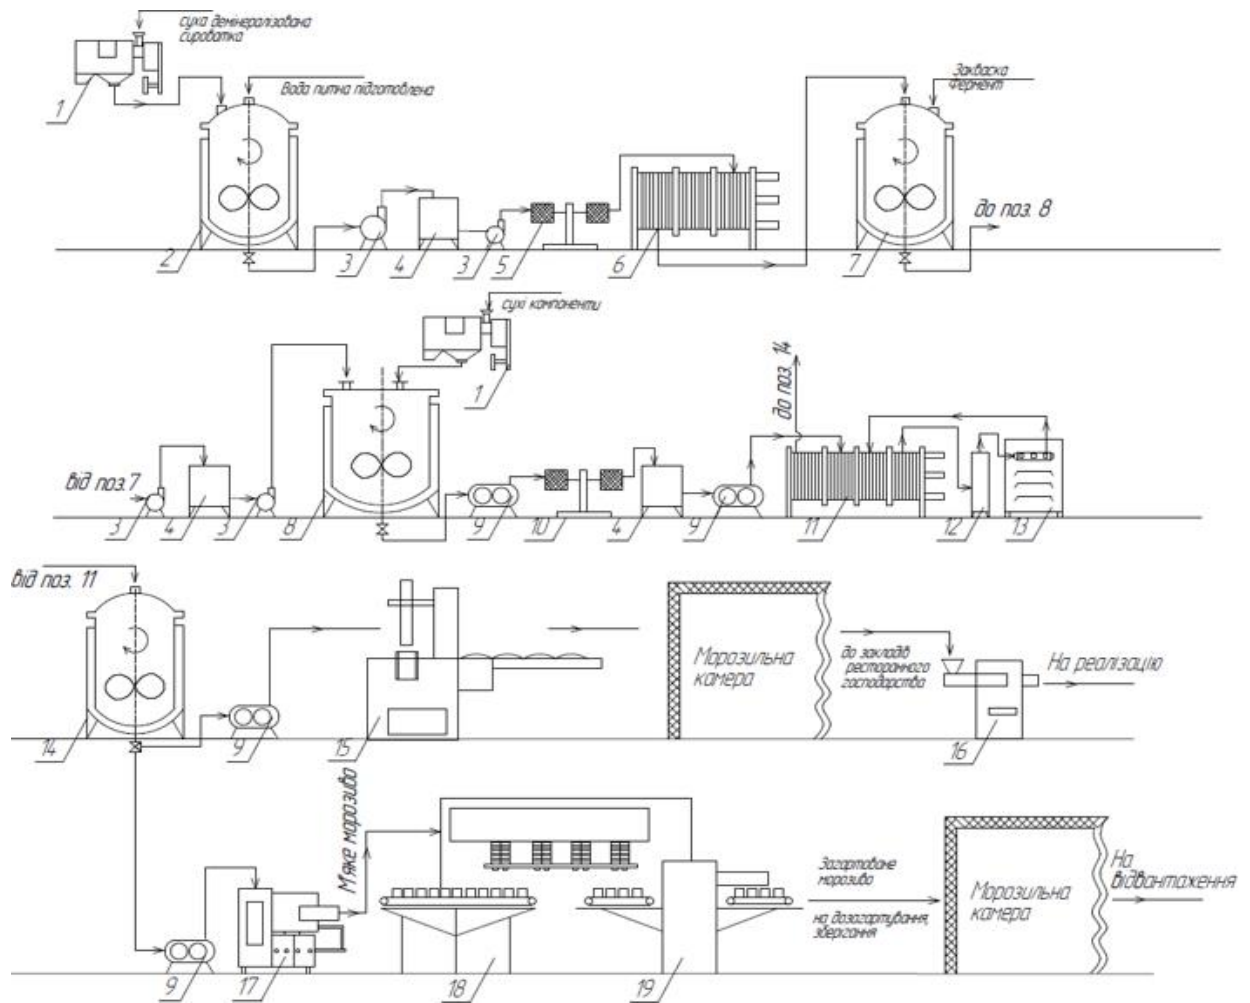 суха демінералізована
сироватка
Вода питна підготовлена
Закваска
Фермент
до поз. 8
1
2
3
4
3
5
6
7
сухі компоненти
до поз. 14
1
від поз.7
3
4
3
8
9
10
4
9
11
12
13
від поз. 11
Морозильна
камера
до закладів
ресторанного
господарства
На реалізацію
14
9
15
16
М'яке морозиво
Загартоване
морозиво
на дозагартування,
зберігання
Морозильна
камера
На
відвантаження
9
17
18
19